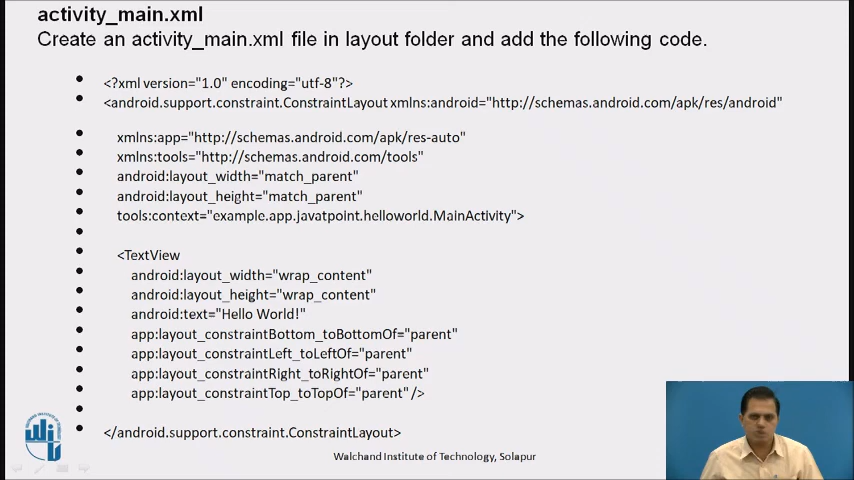 activity_main.xml
Create an activity_main.xml file in layout folder and add the following code.
<?xml version="1.0" encoding="utf-8"?>
<android.support.constraint.ConstraintLayout xmlns:android="http://schemas.android.com/apk/res/android"
xmlns:app="http://schemas.android.com/apk/res-auto"
xmlns:tools="http://schemas.android.com/tools"
android:layout_width="match_parent"
android:layout_height="match_parent"
tools:context="example.app.javatpoint.helloworld.MainActivity">
<TextView
android:layout_width="wrap_content"
android:layout_height="wrap_content"
android:text="Hello World!"
app:layout_constraintBottom_toBottomOf="parent"
app:layout_constraintLeft_toLeftOf="parent"
app:layout_constraintRight_toRightOf="parent"
app:layout_constraintTop_toTopOf="parent" />
</android.support.constraint.ConstraintLayout>
Walchand Institute of Technology, Solapur